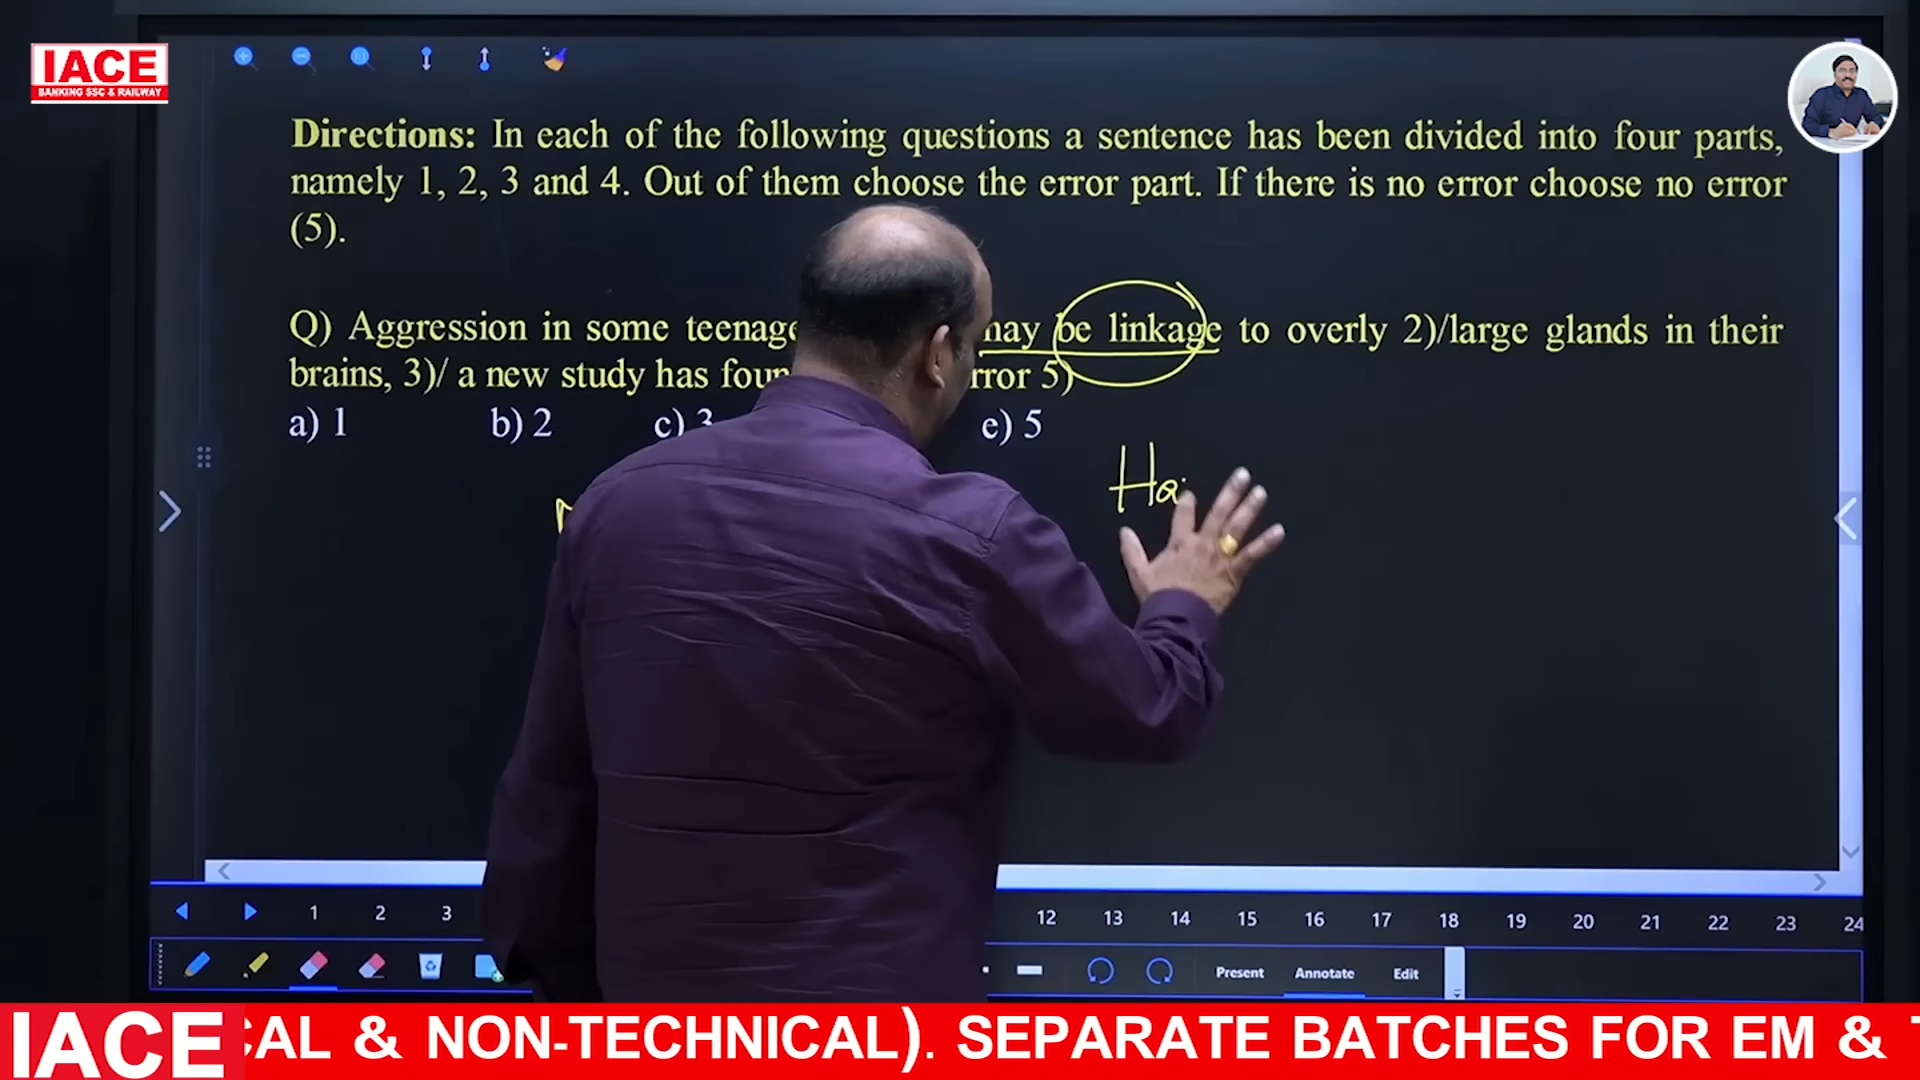 IACE
BANKING SSC & RAILWAY
Directions: In each of the following questions a sentence has been divided into four parts,
namely 1, 2, 3 and 4. Out of them choose the error part. If there is no error choose no error
(5).
Q) Aggression in some may be linkage to overly 2)/large glands in their
brains, 3)/ a new study has 5)
a) 1 b) 2 c) 3 e) 5
1 2 3 12 13 14 15 16 17 18 19 20 21 22 23 24
Present Annotate Edit
IACE CAL & NON-TECHNICAL). SEPARATE BATCHES FOR EM &